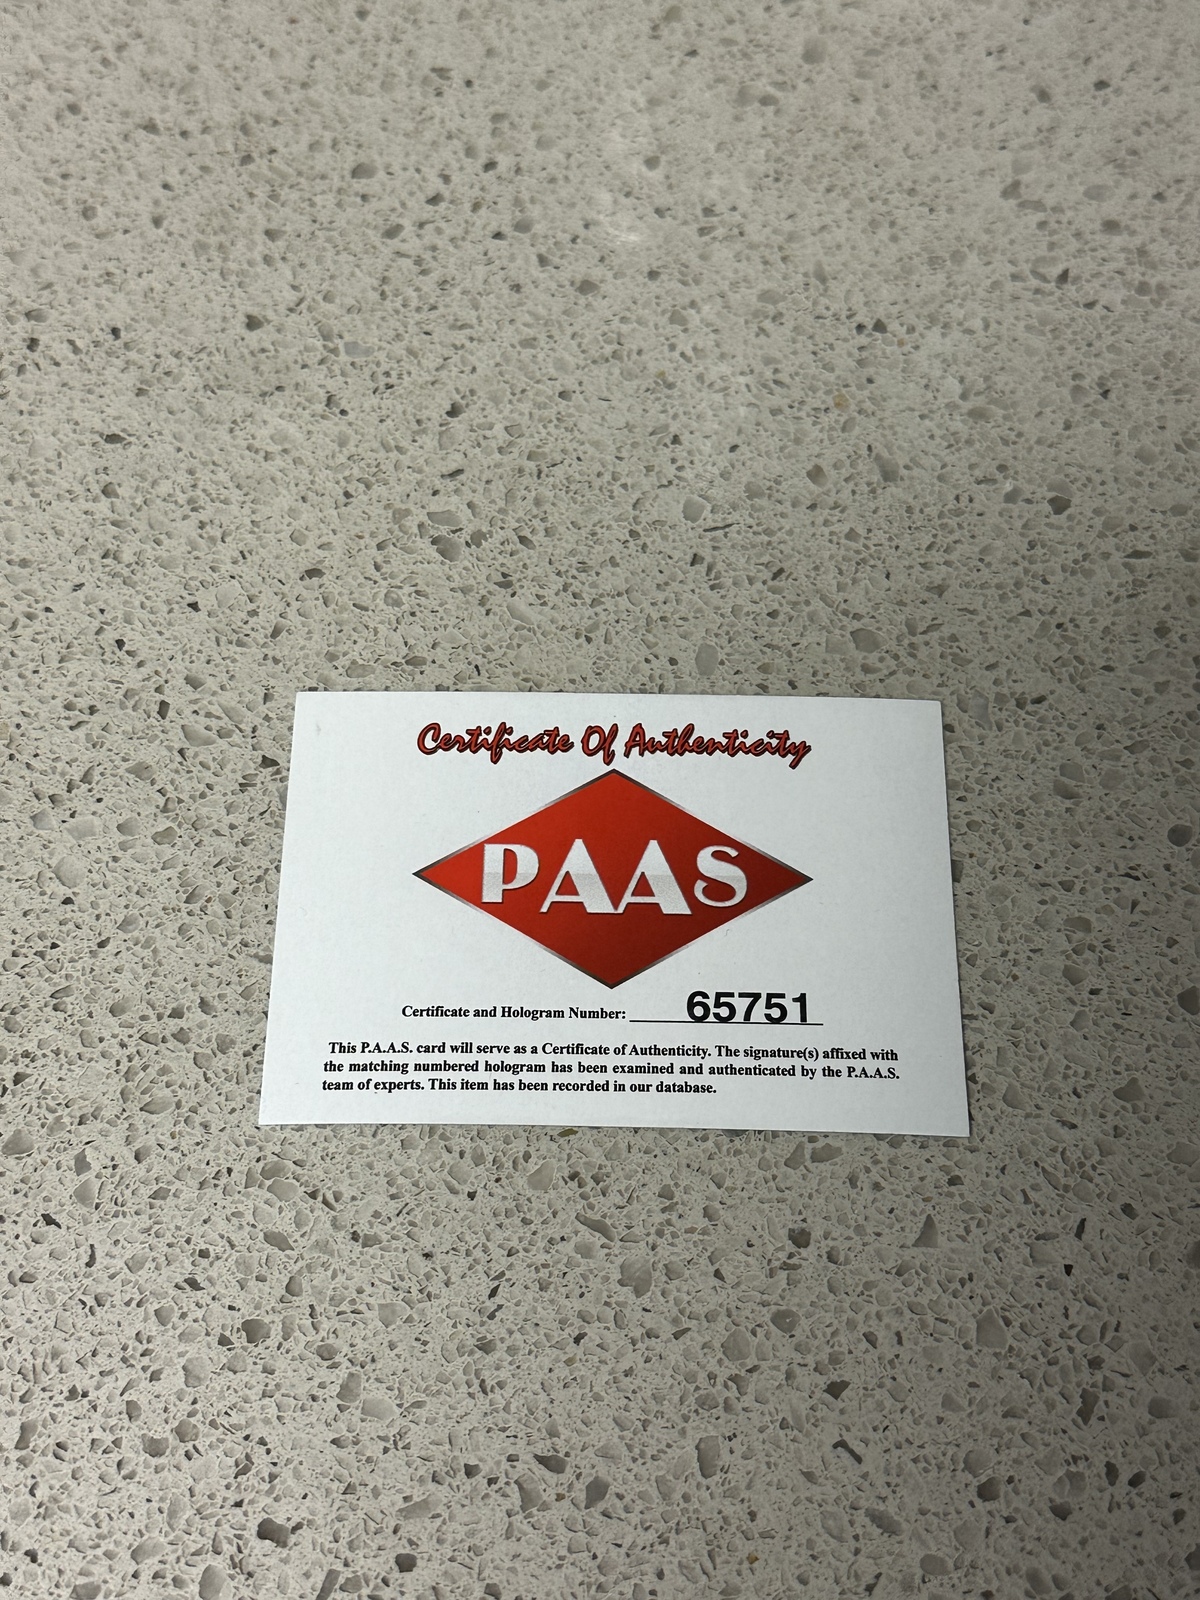 Certificate Of Authenticity
PAAS
Certificate and Hologram Number: 65751
This P.A.A.S. card will serve as a Certificate of Authenticity. The signature(s) affixed with
the matching numbered hologram has been examined and authenticated by the P.A.A.S.
team of experts. This item has been recorded in our database.